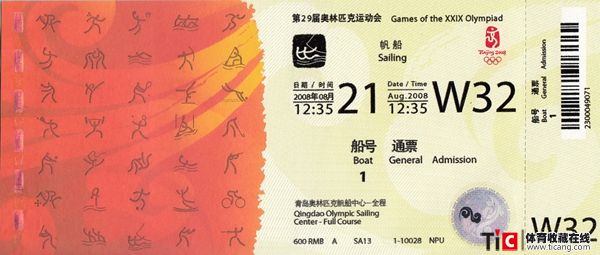 第29届奥林匹克运动会 Games of the XXIX Olympiad
帆船
Sailing
Beijing 2008
日期 / 时间
2008年08月
12:35
21
Date / Time
Aug.2008
12:35
W32
船号 通票
Boat General Admission
1
青岛奥林匹克帆船中心-全程
Qingdao Olympic Sailing
Center - Full Course
600 RMB A SA13 1-10028 NPU
船号 通票
Boat General Admission
1
2300049071
W32
TiC 体育收藏在线
www.ticang.com